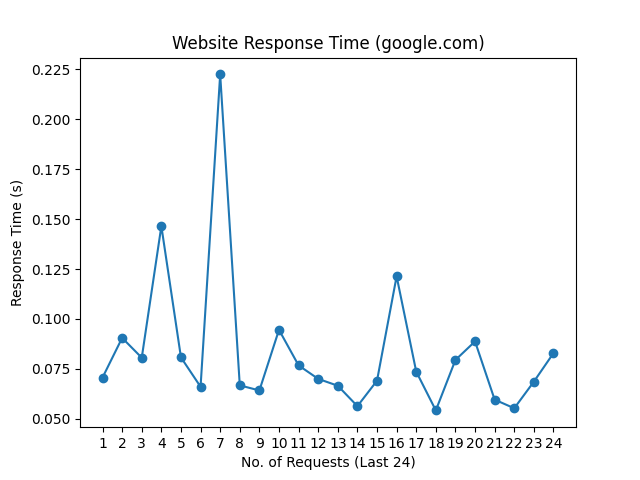 Website Response Time (google.com)
Response Time (s)
0.225
0.200
0.175
0.150
0.125
0.100
0.075
0.050
1 2 3 4 5 6 7 8 9 10 11 12 13 14 15 16 17 18 19 20 21 22 23 24
No. of Requests (Last 24)